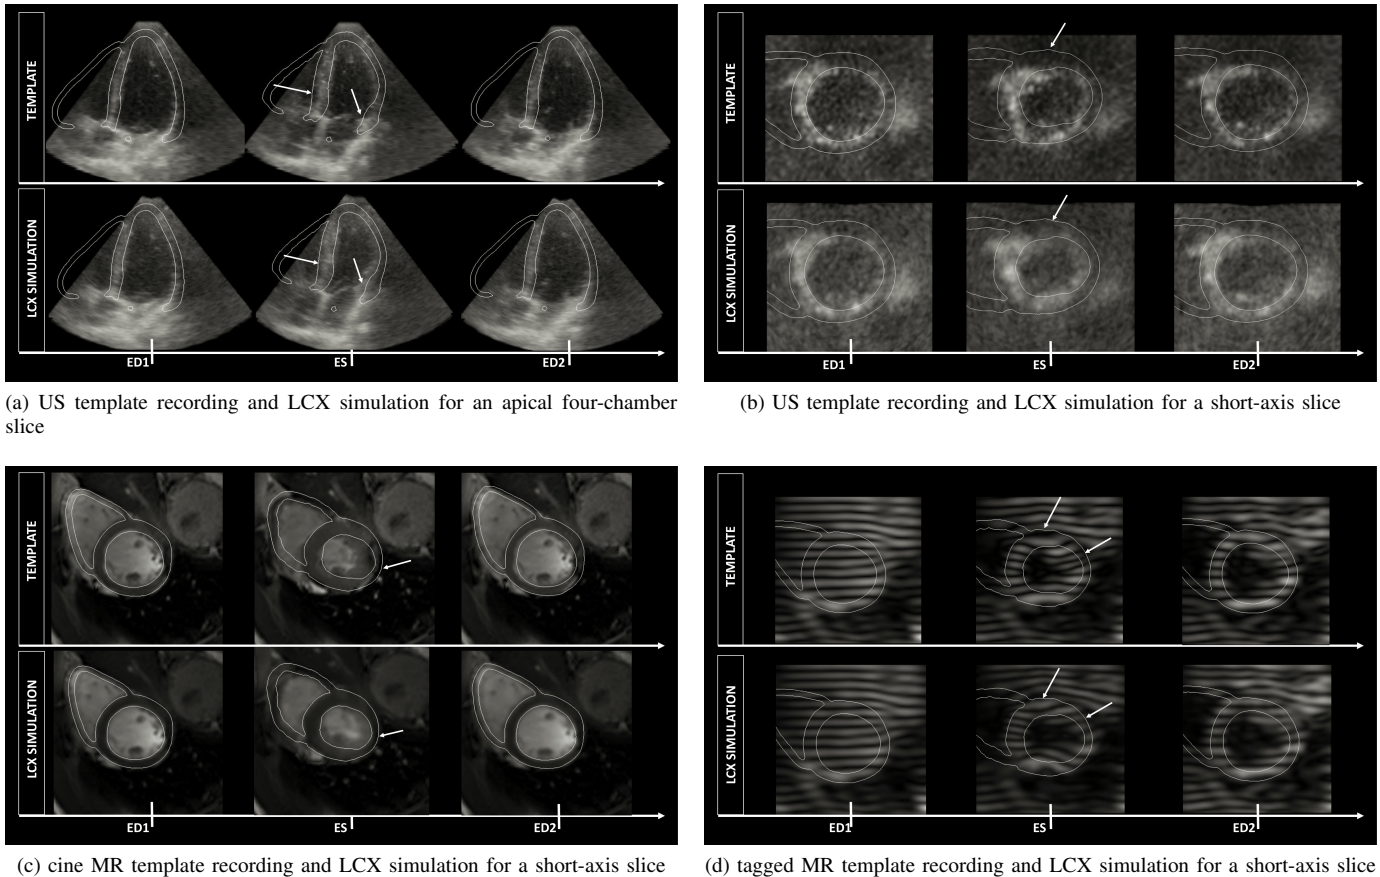 TEMPLATE
LCX SIMULATION
ED1 ES ED2
(a) US template recording and LCX simulation for an apical four-chamber
slice
TEMPLATE
LCX SIMULATION
ED1 ES ED2
(b) US template recording and LCX simulation for a short-axis slice
TEMPLATE
LCX SIMULATION
ED1 ES ED2
(c) cine MR template recording and LCX simulation for a short-axis slice
TEMPLATE
LCX SIMULATION
ED1 ES ED2
(d) tagged MR template recording and LCX simulation for a short-axis slice